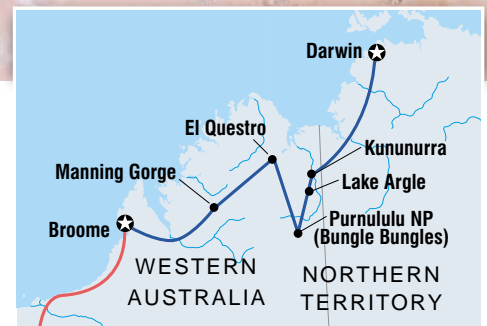 Darwin
El Questro
Kununurra
Manning Gorge
Lake Argle
Broome
Purnululu NP
(Bungle Bungles)
WESTERN
AUSTRALIA
NORTHERN
TERRITORY